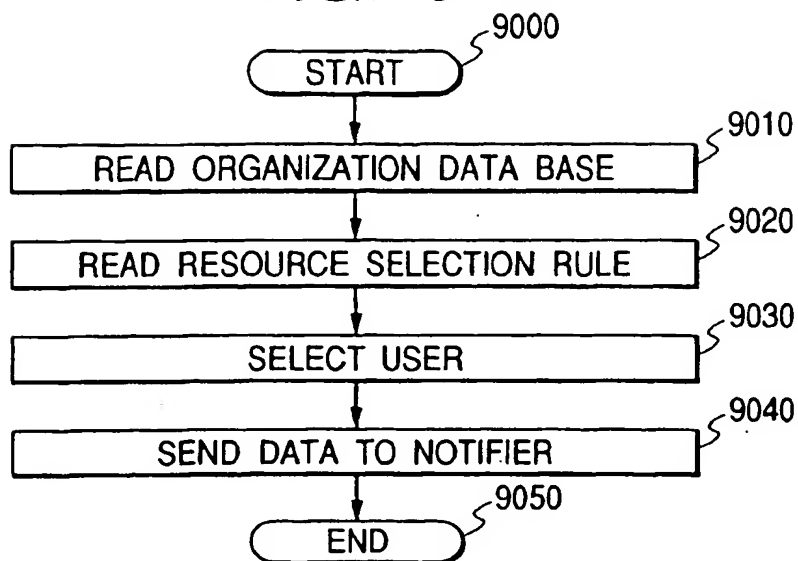 9000
START
9010
READ ORGANIZATION DATA BASE
9020
READ RESOURCE SELECTION RULE
9030
SELECT USER
9040
SEND DATA TO NOTIFIER
9050
END